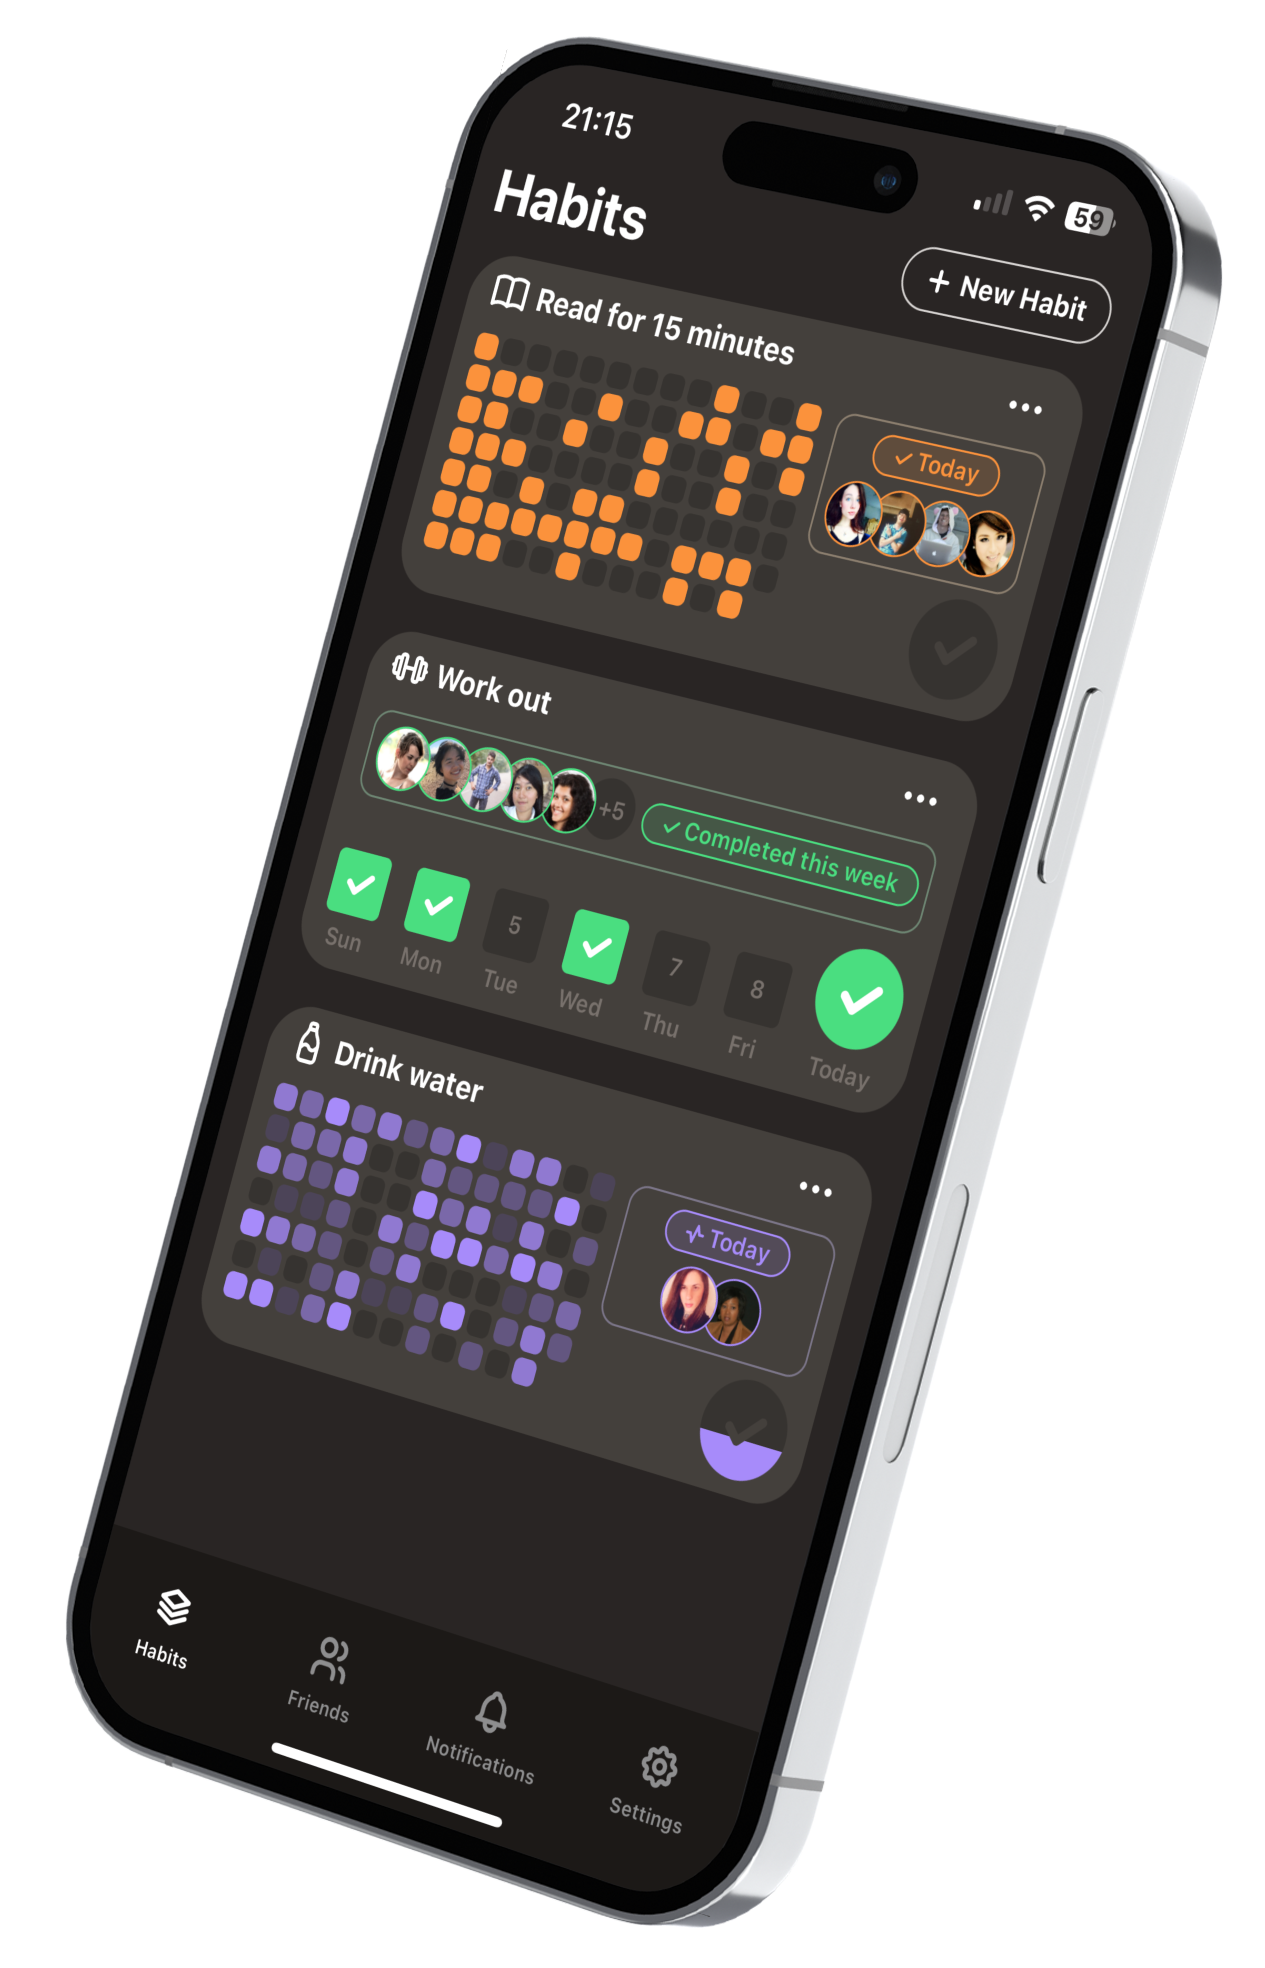 21:15
59
Habits
+ New Habit
Read for 15 minutes
Today
Work out
+5
Completed this week
5
7
8
Sun
Mon
Tue
Wed
Thu
Fri
Today
Drink water
Today
Habits
Friends
Notifications
Settings